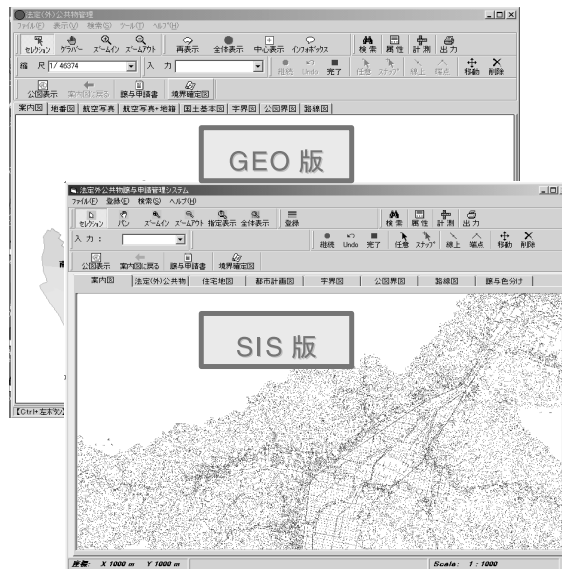 法定(外)公共物管理
ファイル(F) 表示(V) 検索(S) ツール(T) ヘルプ(H)
セレクション グラバー ズームイン ズームアウト 再表示 全体表示 中心表示 インフォボックス 検 索 属 性 計 測 出 力
縮 尺 1/ 46374 入 力 継続 Undo 完了 任意 スナップ 線上 端点 移動 削除
公図表示 案内図に戻る 譲与申請書 境界確定図
案内図 地番図 航空写真 航空写真+地籍 国土基本図 字界図 公図界図 路線図
GEO 版
法定外公共物譲与申請管理システム
ファイル(F) 登録(E) 検索(S) ヘルプ(H)
セレクション パン ズームイン ズームアウト 指定表示 全体表示 登録 検 索 属 性 計 測 出 力
入 力 : 継続 Undo 完了 任意 スナップ 線上 端点 移動 削除
公図表示 案内図に戻る 譲与申請書 境界確定図
案内図 法定(外)公共物 住宅地図 都市計画図 字界図 公図界図 路線図 譲与色分け
SIS 版
【Ctrl+左ボタン】
座標: X 1000 m Y 1000 m Scale: 1 : 1000